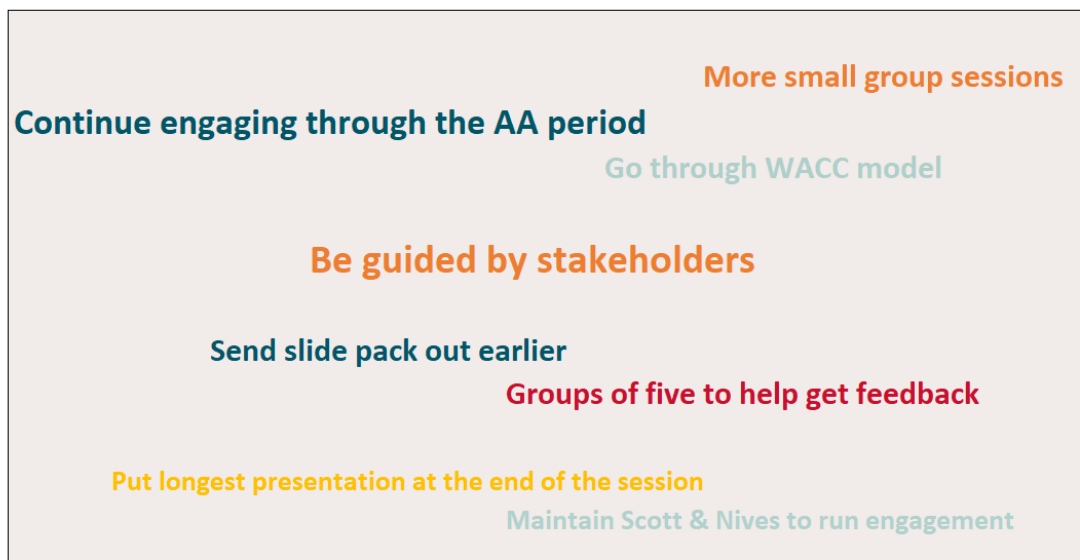 More small group sessions
Continue engaging through the AA period
Go through WACC model
Be guided by stakeholders
Send slide pack out earlier
Groups of five to help get feedback
Put longest presentation at the end of the session
Maintain Scott & Nives to run engagement